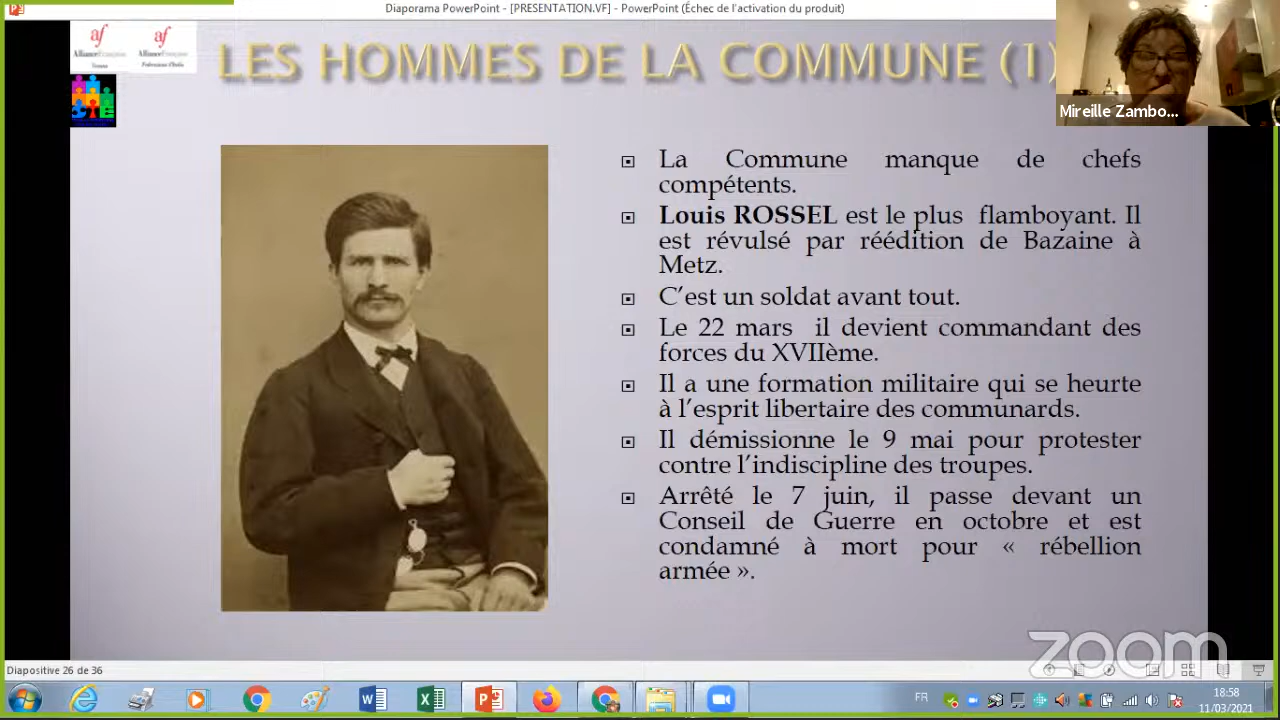 Diaporama PowerPoint - [PRESENTATION.VF] - PowerPoint (Échec de l'activation du produit)
af
af
AllianceFrançaise
AllianceFrançaise
LES HOMMES DE LA COMMUNE (1)
Mireille Zambo...
La Commune manque de chefs
compétents.
Louis ROSSEL est le plus flamboyant. Il
est révulsé par réédition de Bazaine à
Metz.
C'est un soldat avant tout.
Le 22 mars il devient commandant des
forces du XVIIème.
Il a une formation militaire qui se heurte
à l'esprit libertaire des communards.
Il démissionne le 9 mai pour protester
contre l'indiscipline des troupes.
Arrêté le 7 juin, il passe devant un
Conseil de Guerre en octobre et est
condamné à mort pour « rébellion
armée ».
zoom
Diapositive 26 de 36
FR
18:58
11/03/2021